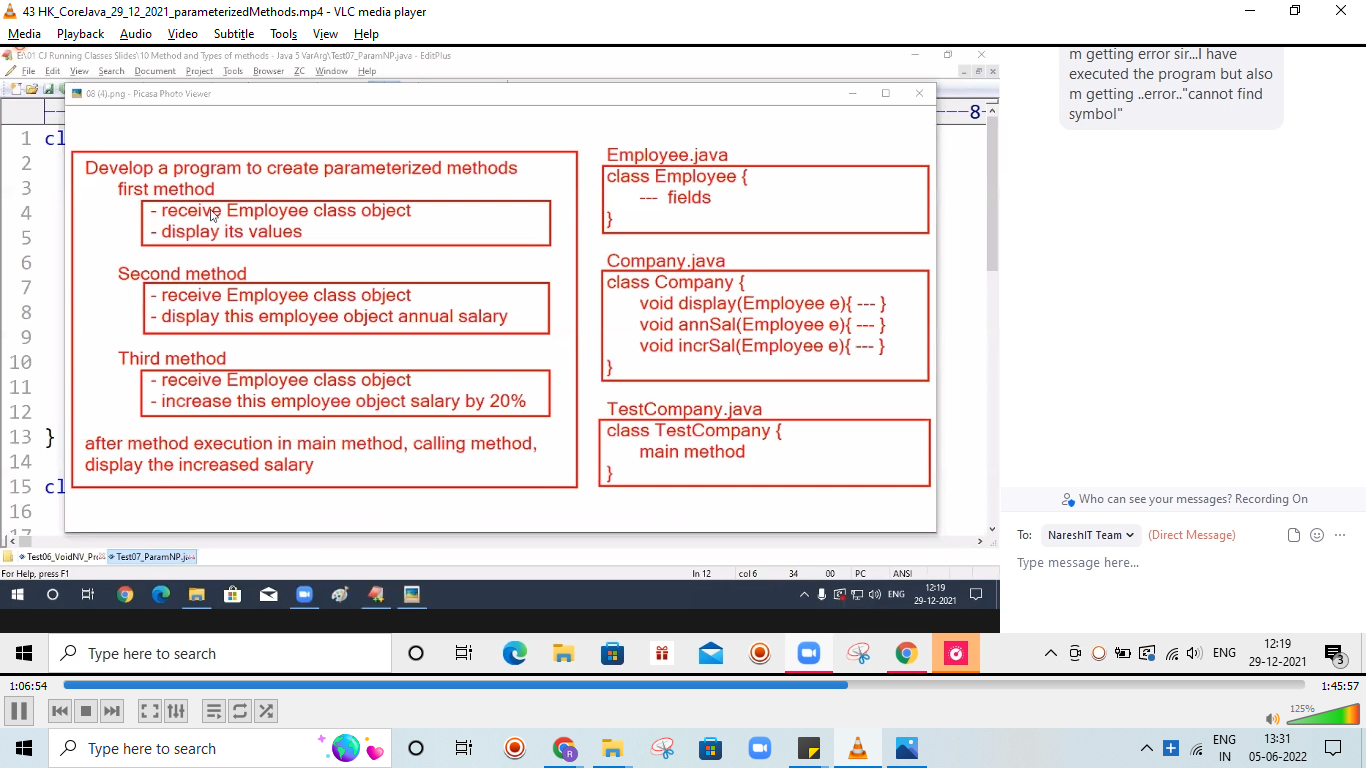 43 HK_CoreJava_29_12_2021_parameterizedMethods.mp4 - VLC media player
Media Playback Audio Video Subtitle Tools View Help
E:\01 CJ Running Classes Slides\10 Method and Types of methods - Java 5 VarArg\Test07_ParamNP.java - EditPlus
File Edit View Search Document Project Tools Browser ZC Window Help
08 (4).png - Picasa Photo Viewer
8
1 cl
2
3
4
5
6
7
8
9
10
11
12
13 }
14
15 cl
16
17
Develop a program to create parameterized methods
first method
- receive Employee class object
- display its values
Second method
- receive Employee class object
- display this employee object annual salary
Third method
- receive Employee class object
- increase this employee object salary by 20%
after method execution in main method, calling method,
display the increased salary
Employee.java
class Employee {
--- fields
}
Company.java
class Company {
void display(Employee e){ --- }
void annSal(Employee e){ --- }
void incrSal(Employee e){ --- }
}
TestCompany.java
class TestCompany {
main method
}
Test06_VoidNV_Pr Test07_ParamNP.ja
For Help, press F1 ln 12 col 6 34 00 PC ANSI
ENG 12:19
29-12-2021
m getting error sir...I have
executed the program but also
m getting ..error.."cannot find
symbol"
Who can see your messages? Recording On
To: NareshIT Team (Direct Message)
Type message here...
Type here to search ENG 12:19
29-12-2021
3
1:06:54 1:45:57
125%
Type here to search R ENG
IN 13:31
05-06-2022